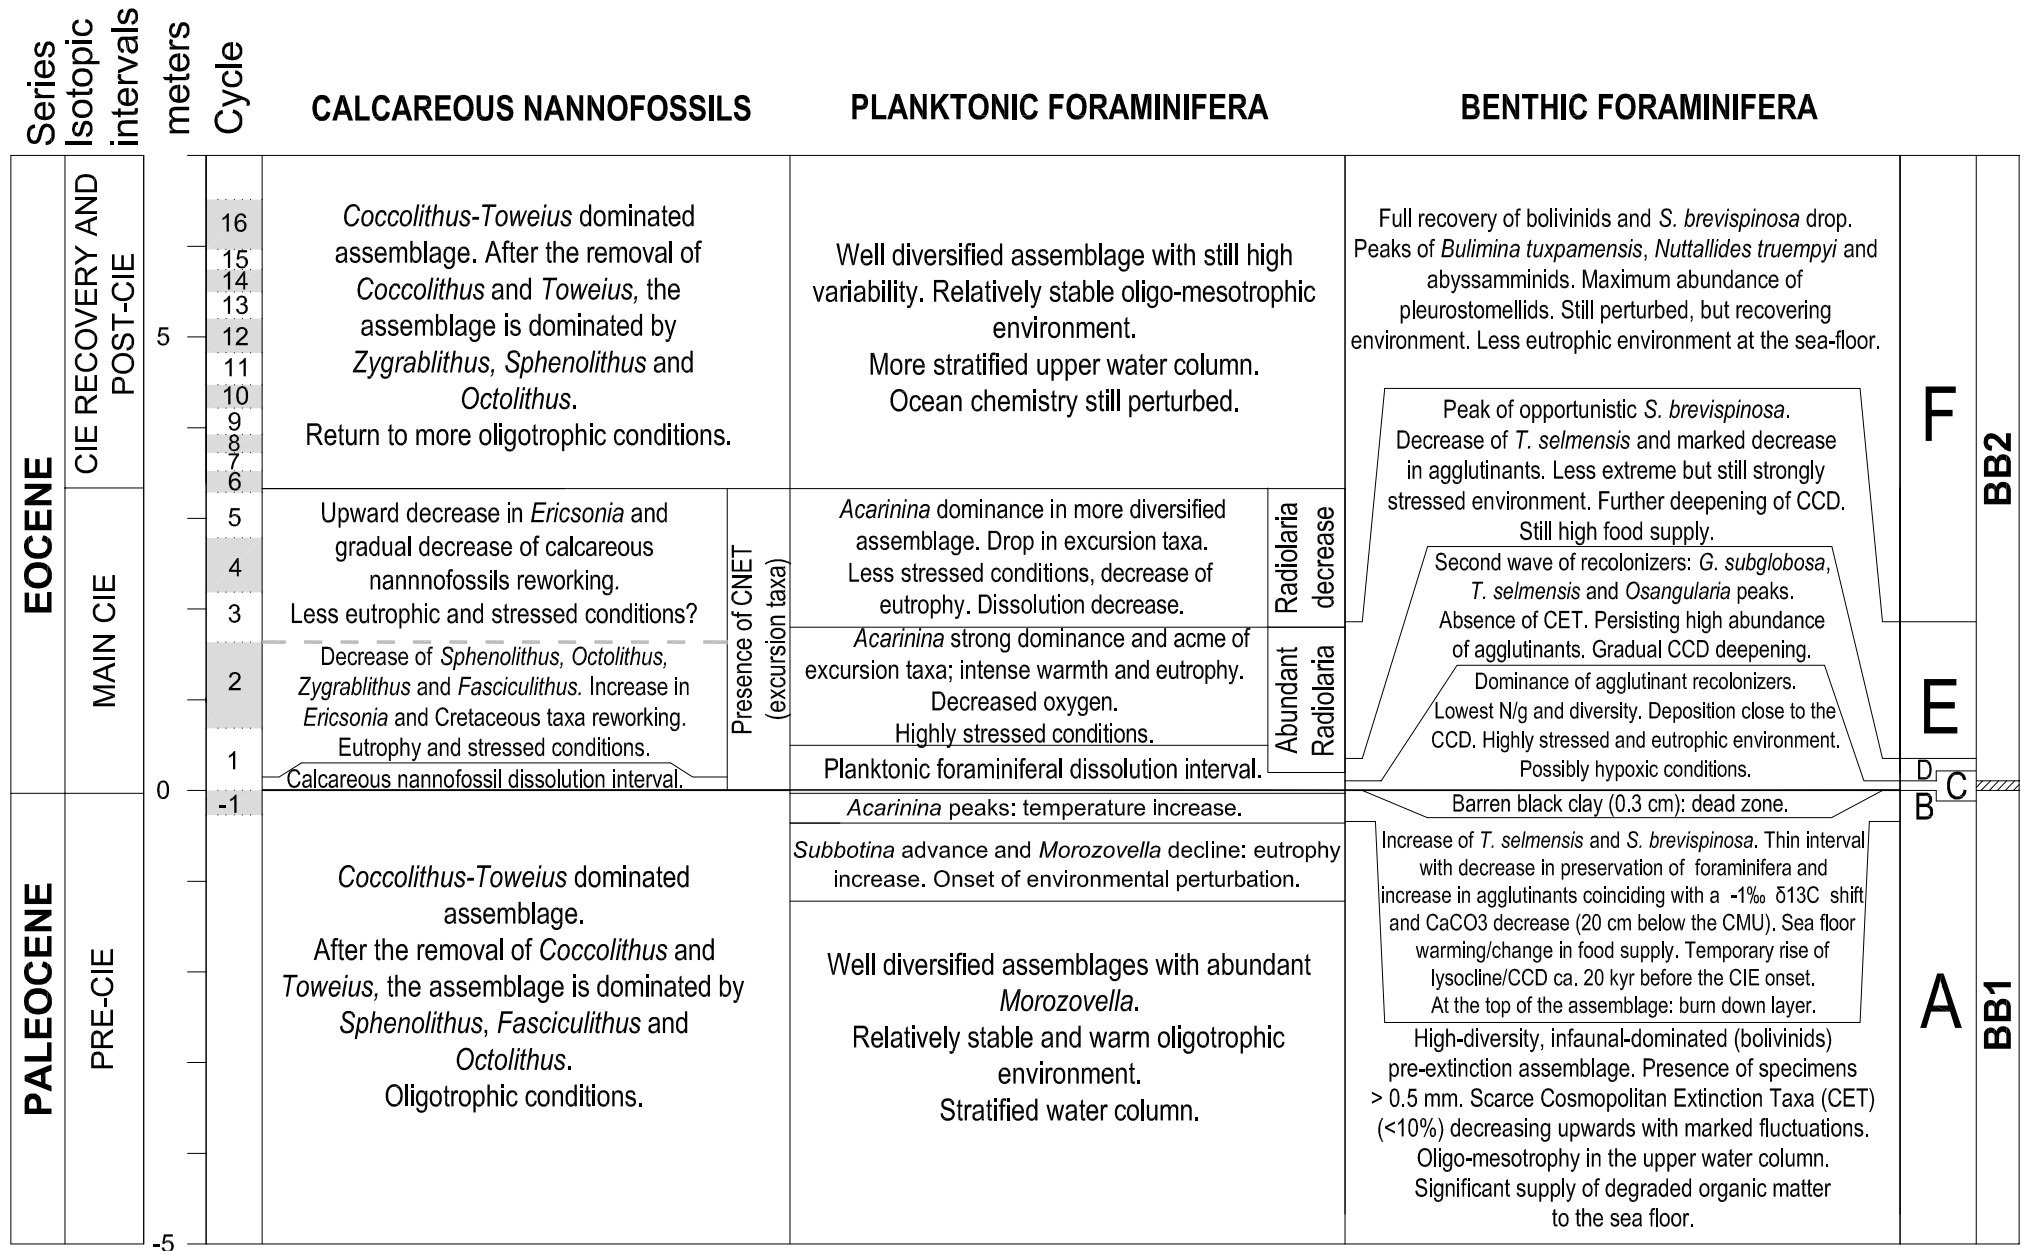 Series
Isotopic
intervals
meters
Cycle
CALCAREOUS NANNOFOSSILS
PLANKTONIC FORAMINIFERA
BENTHIC FORAMINIFERA
EOCENE
PALEOCENE
CIE RECOVERY AND
POST-CIE
MAIN CIE
PRE-CIE
5
0
-5
16
15
14
13
12
11
10
9
8
7
6
5
4
3
2
1
-1
Coccolithus-Toweius dominated
assemblage. After the removal of
Coccolithus and Toweius, the
assemblage is dominated by
Zygrablithus, Sphenolithus and
Octolithus.
Return to more oligotrophic conditions.
Upward decrease in Ericsonia and
gradual decrease of calcareous
nannnofossils reworking.
Less eutrophic and stressed conditions?
Decrease of Sphenolithus, Octolithus,
Zygrablithus and Fasciculithus. Increase in
Ericsonia and Cretaceous taxa reworking.
Eutrophy and stressed conditions.
Calcareous nannofossil dissolution interval.
Presence of CNET
(excursion taxa)
Coccolithus-Toweius dominated
assemblage.
After the removal of Coccolithus and
Toweius, the assemblage is dominated by
Sphenolithus, Fasciculithus and
Octolithus.
Oligotrophic conditions.
Well diversified assemblage with still high
variability. Relatively stable oligo-mesotrophic
environment.
More stratified upper water column.
Ocean chemistry still perturbed.
Acarinina dominance in more diversified
assemblage. Drop in excursion taxa.
Less stressed conditions, decrease of
eutrophy. Dissolution decrease.
Radiolaria
decrease
Acarinina strong dominance and acme of
excursion taxa; intense warmth and eutrophy.
Decreased oxygen.
Highly stressed conditions.
Abundant
Radiolaria
Planktonic foraminiferal dissolution interval.
Acarinina peaks: temperature increase.
Subbotina advance and Morozovella decline: eutrophy
increase. Onset of environmental perturbation.
Well diversified assemblages with abundant
Morozovella.
Relatively stable and warm oligotrophic
environment.
Stratified water column.
Full recovery of bolivinids and S. brevispinosa drop.
Peaks of Bulimina tuxpamensis, Nuttallides truempyi and
abyssamminids. Maximum abundance of
pleurostomellids. Still perturbed, but recovering
environment. Less eutrophic environment at the sea-floor.
Peak of opportunistic S. brevispinosa.
Decrease of T. selmensis and marked decrease
in agglutinants. Less extreme but still strongly
stressed environment. Further deepening of CCD.
Still high food supply.
Second wave of recolonizers: G. subglobosa,
T. selmensis and Osangularia peaks.
Absence of CET. Persisting high abundance
of agglutinants. Gradual CCD deepening.
Dominance of agglutinant recolonizers.
Lowest N/g and diversity. Deposition close to the
CCD. Highly stressed and eutrophic environment.
Possibly hypoxic conditions.
Barren black clay (0.3 cm): dead zone.
Increase of T. selmensis and S. brevispinosa. Thin interval
with decrease in preservation of foraminifera and
increase in agglutinants coinciding with a -1‰ δ13C shift
and CaCO3 decrease (20 cm below the CMU). Sea floor
warming/change in food supply. Temporary rise of
lysocline/CCD ca. 20 kyr before the CIE onset.
At the top of the assemblage: burn down layer.
High-diversity, infaunal-dominated (bolivinids)
pre-extinction assemblage. Presence of specimens
> 0.5 mm. Scarce Cosmopolitan Extinction Taxa (CET)
(<10%) decreasing upwards with marked fluctuations.
Oligo-mesotrophy in the upper water column.
Significant supply of degraded organic matter
to the sea floor.
F
E
D
C
B
A
BB2
BB1